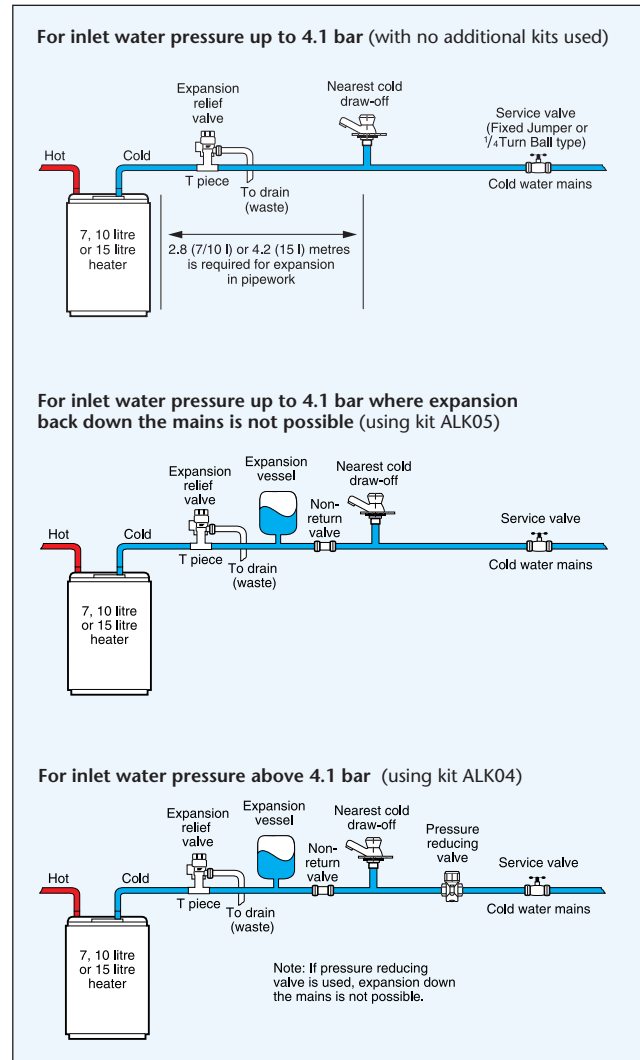 For inlet water pressure up to 4.1 bar (with no additional kits used)
Expansion
relief
valve
Nearest cold
draw-off
Service valve
(Fixed Jumper or
1/4Turn Ball type)
Hot
Cold
T piece
To drain
(waste)
Cold water mains
7, 10 litre
or 15 litre
heater
2.8 (7/10 l) or 4.2 (15 l) metres
is required for expansion
in pipework
For inlet water pressure up to 4.1 bar where expansion
back down the mains is not possible (using kit ALK05)
Expansion
relief
valve
Expansion
vessel
Non-
return
valve
Nearest cold
draw-off
Service valve
Hot
Cold
T piece
To drain
(waste)
Cold water mains
7, 10 litre
or 15 litre
heater
For inlet water pressure above 4.1 bar (using kit ALK04)
Expansion
relief
valve
Expansion
vessel
Non-
return
valve
Nearest cold
draw-off
Pressure
reducing
valve
Service valve
Hot
Cold
T piece
To drain
(waste)
Cold water mains
7, 10 litre
or 15 litre
heater
Note: If pressure reducing
valve is used, expansion down
the mains is not possible.